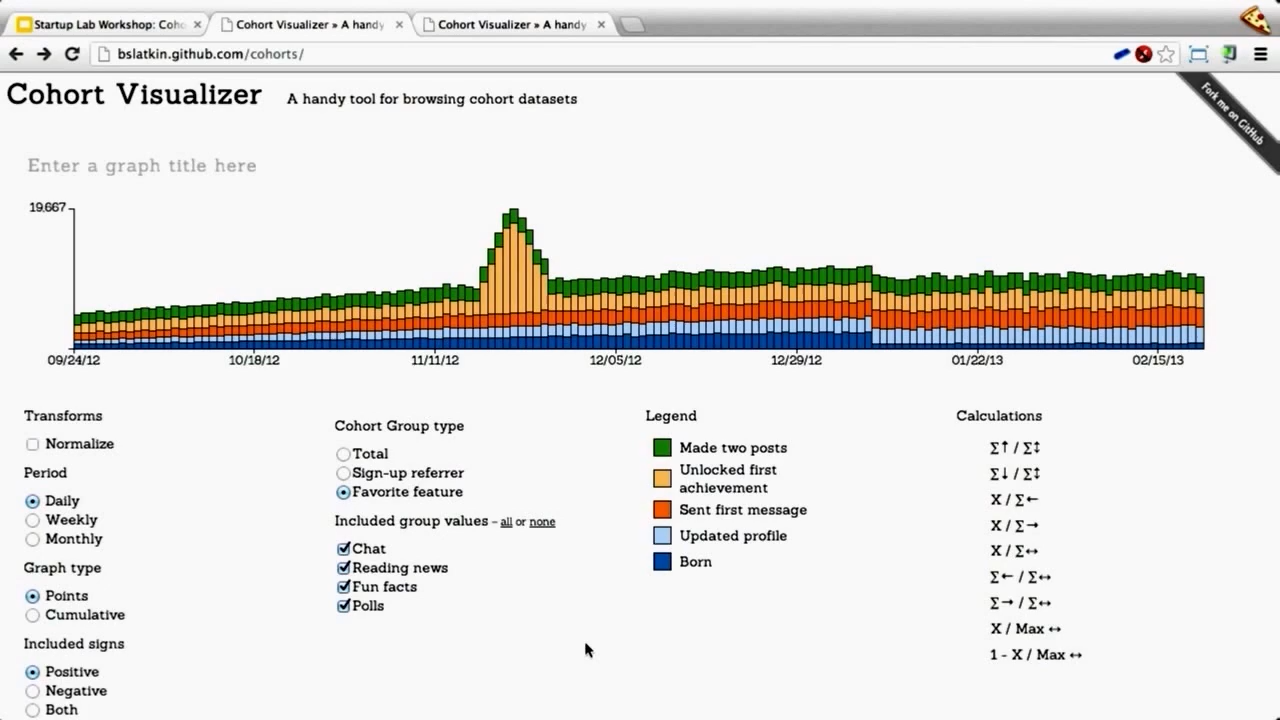 Startup Lab Workshop: Coho
Cohort Visualizer » A handy
Cohort Visualizer » A handy
bslatkin.github.com/cohorts/
Cohort Visualizer
A handy tool for browsing cohort datasets
Fork me on GitHub
Enter a graph title here
19,667
09/24/12
10/18/12
11/11/12
12/05/12
12/29/12
01/22/13
02/15/13
Transforms
Normalize
Period
Daily
Weekly
Monthly
Graph type
Points
Cumulative
Included signs
Positive
Negative
Both
Cohort Group type
Total
Sign-up referrer
Favorite feature
Included group values - all or none
Chat
Reading news
Fun facts
Polls
Legend
Made two posts
Unlocked first
achievement
Sent first message
Updated profile
Born
Calculations
Σ↑ / Σ↕
Σ↓ / Σ↕
X / Σ←
X / Σ→
X / Σ↔
Σ← / Σ↔
Σ→ / Σ↔
X / Max ↔
1 - X / Max ↔